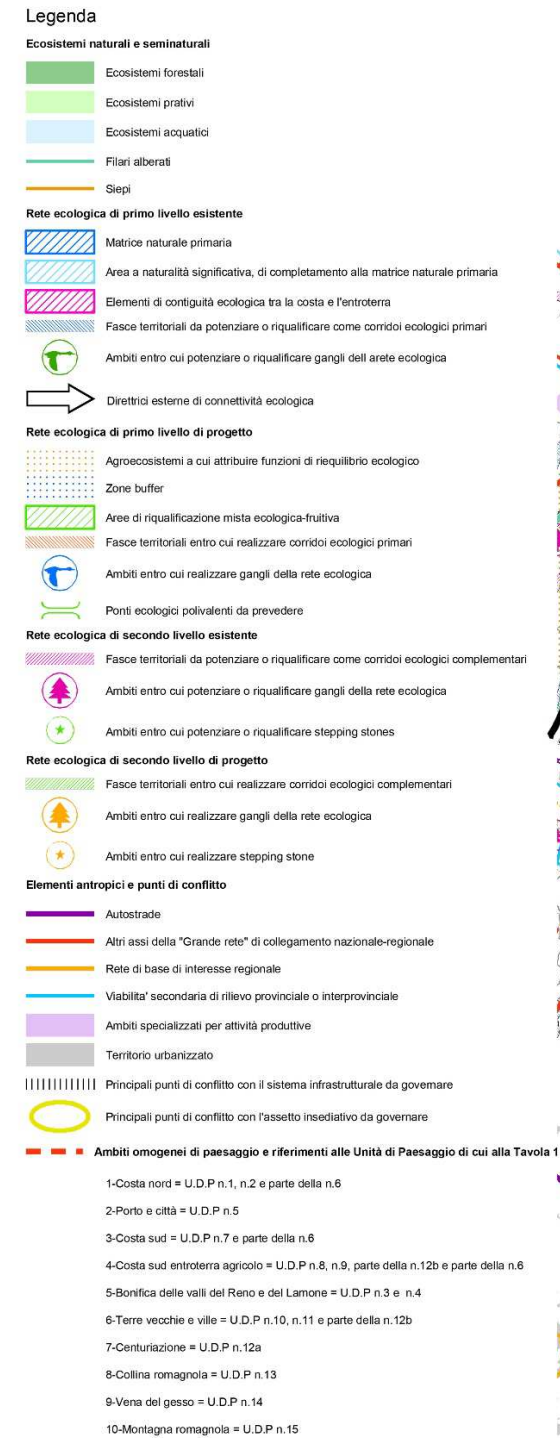 Legenda
Ecosistemi naturali e seminaturali
Ecosistemi forestali
Ecosistemi prativi
Ecosistemi acquatici
Filari alberati
Siepi
Rete ecologica di primo livello esistente
Matrice naturale primaria
Area a naturalità significativa, di completamento alla matrice naturale primaria
Elementi di contiguità ecologica tra la costa e l'entroterra
Fasce territoriali da potenziare o riqualificare come corridoi ecologici primari
Ambiti entro cui potenziare o riqualificare gangli dell arete ecologica
Direttrici esterne di connettività ecologica
Rete ecologica di primo livello di progetto
Agroecosistemi a cui attribuire funzioni di riequilibrio ecologico
Zone buffer
Aree di riqualificazione mista ecologica-fruitiva
Fasce territoriali entro cui realizzare corridoi ecologici primari
Ambiti entro cui realizzare gangli della rete ecologica
Ponti ecologici polivalenti da prevedere
Rete ecologica di secondo livello esistente
Fasce territoriali da potenziare o riqualificare come corridoi ecologici complementari
Ambiti entro cui potenziare o riqualificare gangli della rete ecologica
Ambiti entro cui potenziare o riqualificare stepping stones
Rete ecologica di secondo livello di progetto
Fasce territoriali entro cui realizzare corridoi ecologici complementari
Ambiti entro cui realizzare gangli della rete ecologica
Ambiti entro cui realizzare stepping stone
Elementi antropici e punti di conflitto
Autostrade
Altri assi della "Grande rete" di collegamento nazionale-regionale
Rete di base di interesse regionale
Viabilita' secondaria di rilievo provinciale o interprovinciale
Ambiti specializzati per attività produttive
Territorio urbanizzato
Principali punti di conflitto con il sistema infrastrutturale da governare
Principali punti di conflitto con l'assetto insediativo da governare
Ambiti omogenei di paesaggio e riferimenti alle Unità di Paesaggio di cui alla Tavola 1
1-Costa nord = U.D.P n.1, n.2 e parte della n.6
2-Porto e città = U.D.P n.5
3-Costa sud = U.D.P n.7 e parte della n.6
4-Costa sud entroterra agricolo = U.D.P n.8, n.9, parte della n.12b e parte della n.6
5-Bonifica delle valli del Reno e del Lamone = U.D.P n.3 e n.4
6-Terre vecchie e ville = U.D.P n.10, n.11 e parte della n.12b
7-Centuriazione = U.D.P n.12a
8-Collina romagnola = U.D.P n.13
9-Vena del gesso = U.D.P n.14
10-Montagna romagnola = U.D.P n.15